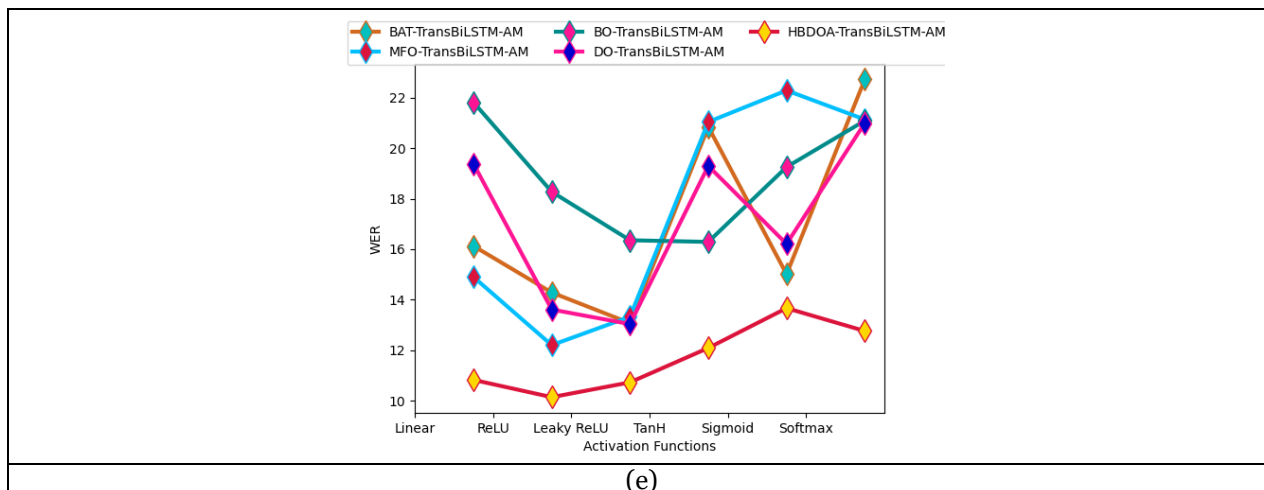 BAT-TransBiLSTM-AM BO-TransBiLSTM-AM HBDOA-TransBiLSTM-AM
MFO-TransBiLSTM-AM DO-TransBiLSTM-AM
22
20
18
16
14
12
10
WER
Linear ReLU Leaky ReLU TanH Sigmoid Softmax
Activation Functions
(e)